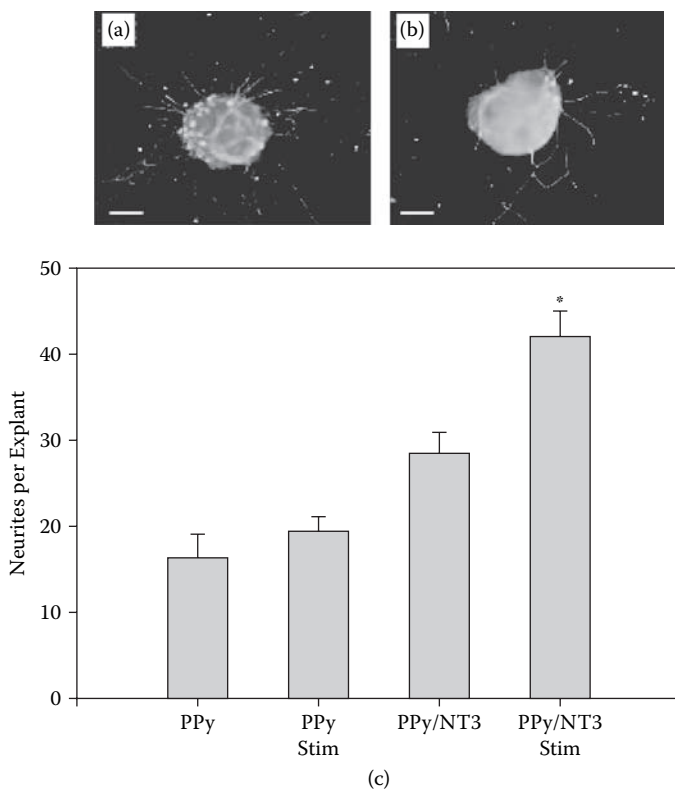 (a)
(b)
50
40
30
20
10
0
Neurites per Explant
*
PPy
PPy
Stim
PPy/NT3
PPy/NT3
Stim
(c)